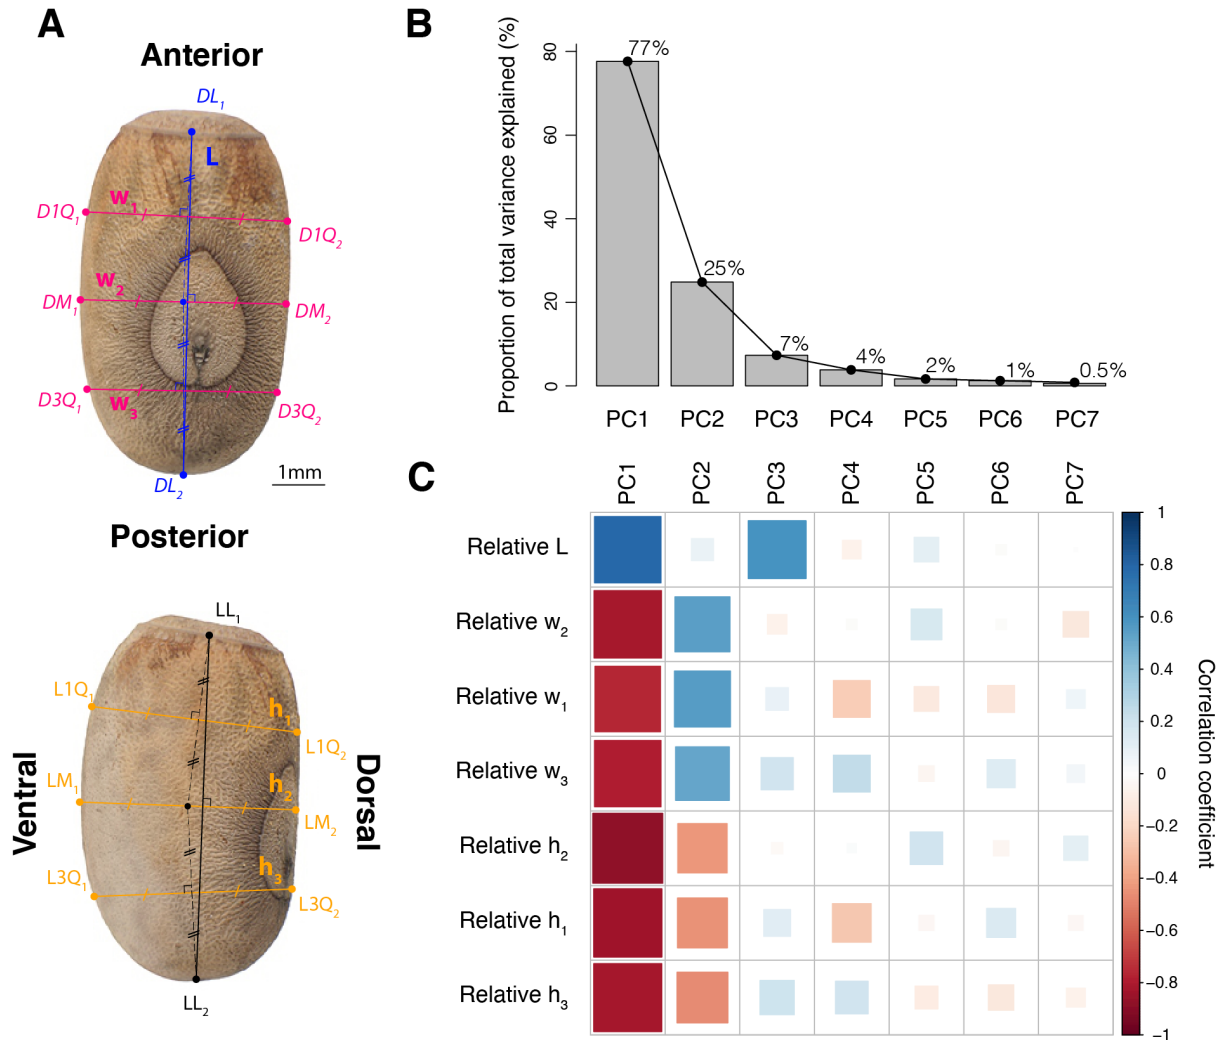 A
Anterior
DL1
L
w1
D1Q1
D1Q2
w2
DM1
DM2
D3Q1
w3
D3Q2
DL2
1mm
Posterior
LL1
L1Q1
h1
L1Q2
Ventral
Dorsal
LM1
h2
LM2
L3Q1
h3
L3Q2
LL2
B
Proportion of total variance explained (%)
80
60
40
20
0
77%
25%
7%
4%
2%
1%
0.5%
PC1 PC2 PC3 PC4 PC5 PC6 PC7
C
PC1 PC2 PC3 PC4 PC5 PC6 PC7
Relative L
Relative w2
Relative w1
Relative w3
Relative h2
Relative h1
Relative h3
1
0.8
0.6
0.4
0.2
0
−0.2
−0.4
−0.6
−0.8
−1
Correlation coefficient